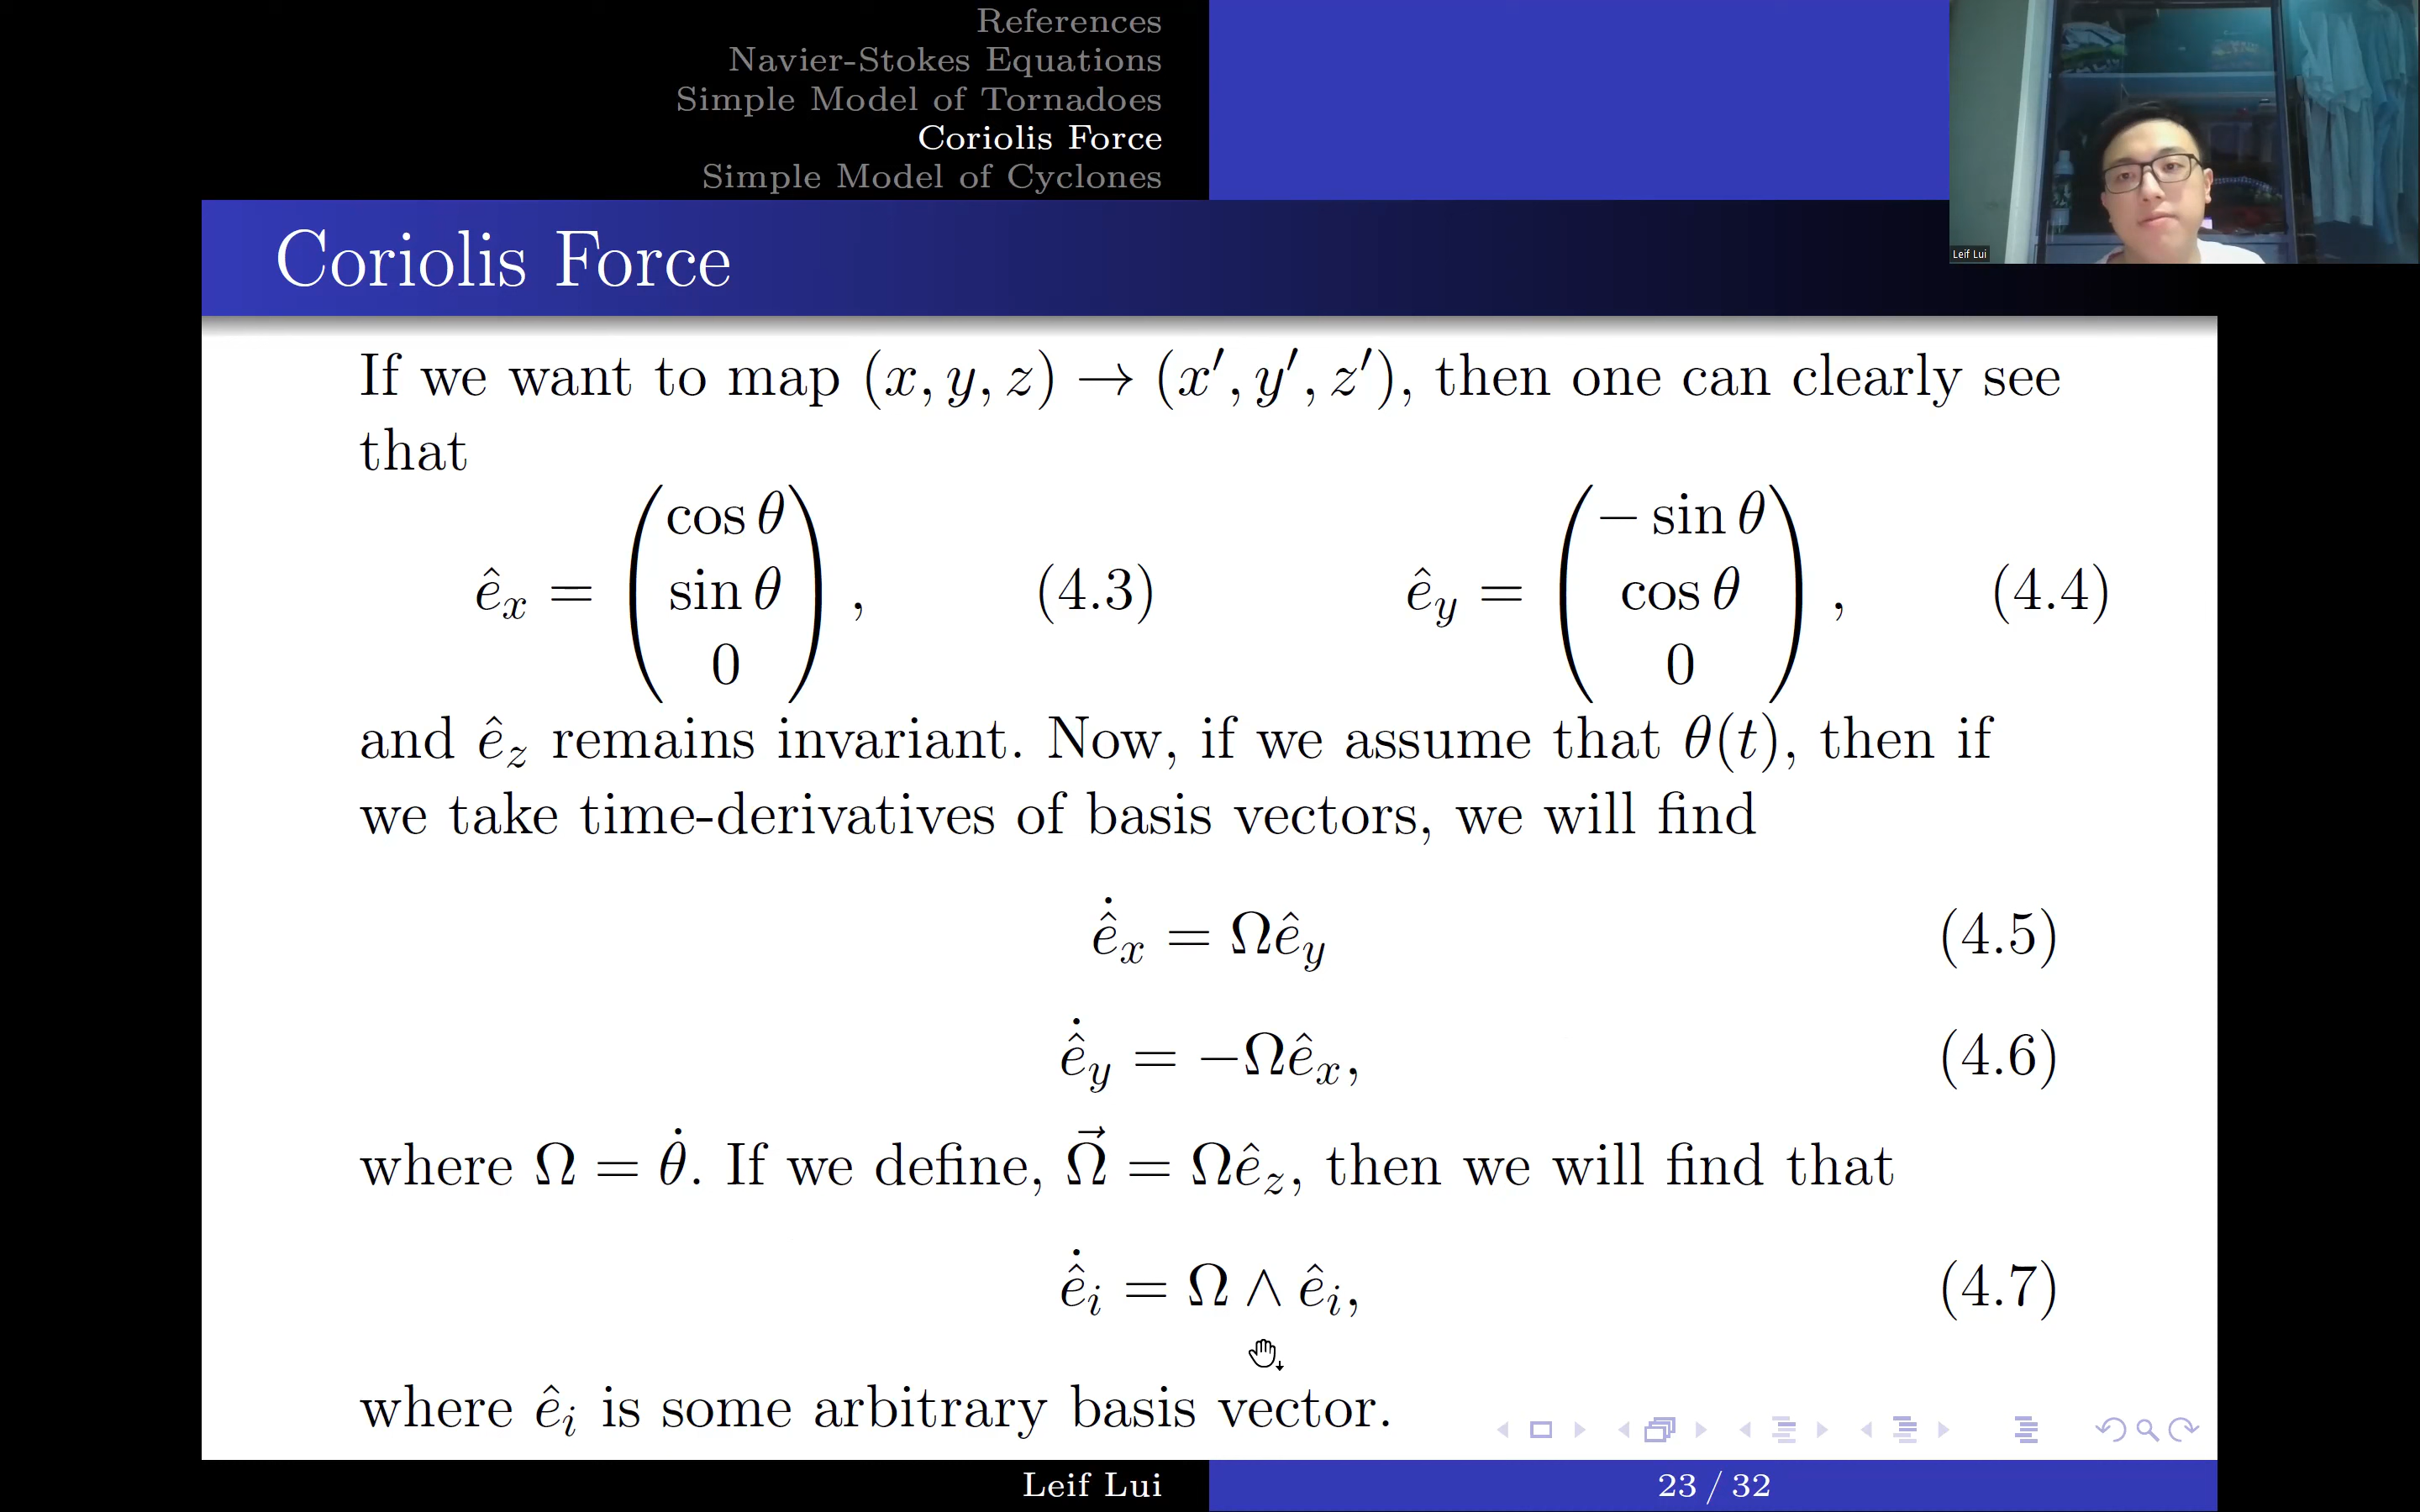 References
Navier-Stokes Equations
Simple Model of Tornadoes
Coriolis Force
Simple Model of Cyclones
Leif Lui
Coriolis Force
If we want to map (x, y, z) → (x′, y′, z′), then one can clearly see
that
ê_x = (cos θ, sin θ, 0), (4.3) ê_y = (− sin θ, cos θ, 0), (4.4)
and ê_z remains invariant. Now, if we assume that θ(t), then if
we take time-derivatives of basis vectors, we will find
ê̇_x = Ωê_y (4.5)
ê̇_y = −Ωê_x, (4.6)
where Ω = θ̇. If we define, Ω⃗ = Ωê_z, then we will find that
ê̇_i = Ω ∧ ê_i, (4.7)
where ê_i is some arbitrary basis vector.
Leif Lui 23 / 32